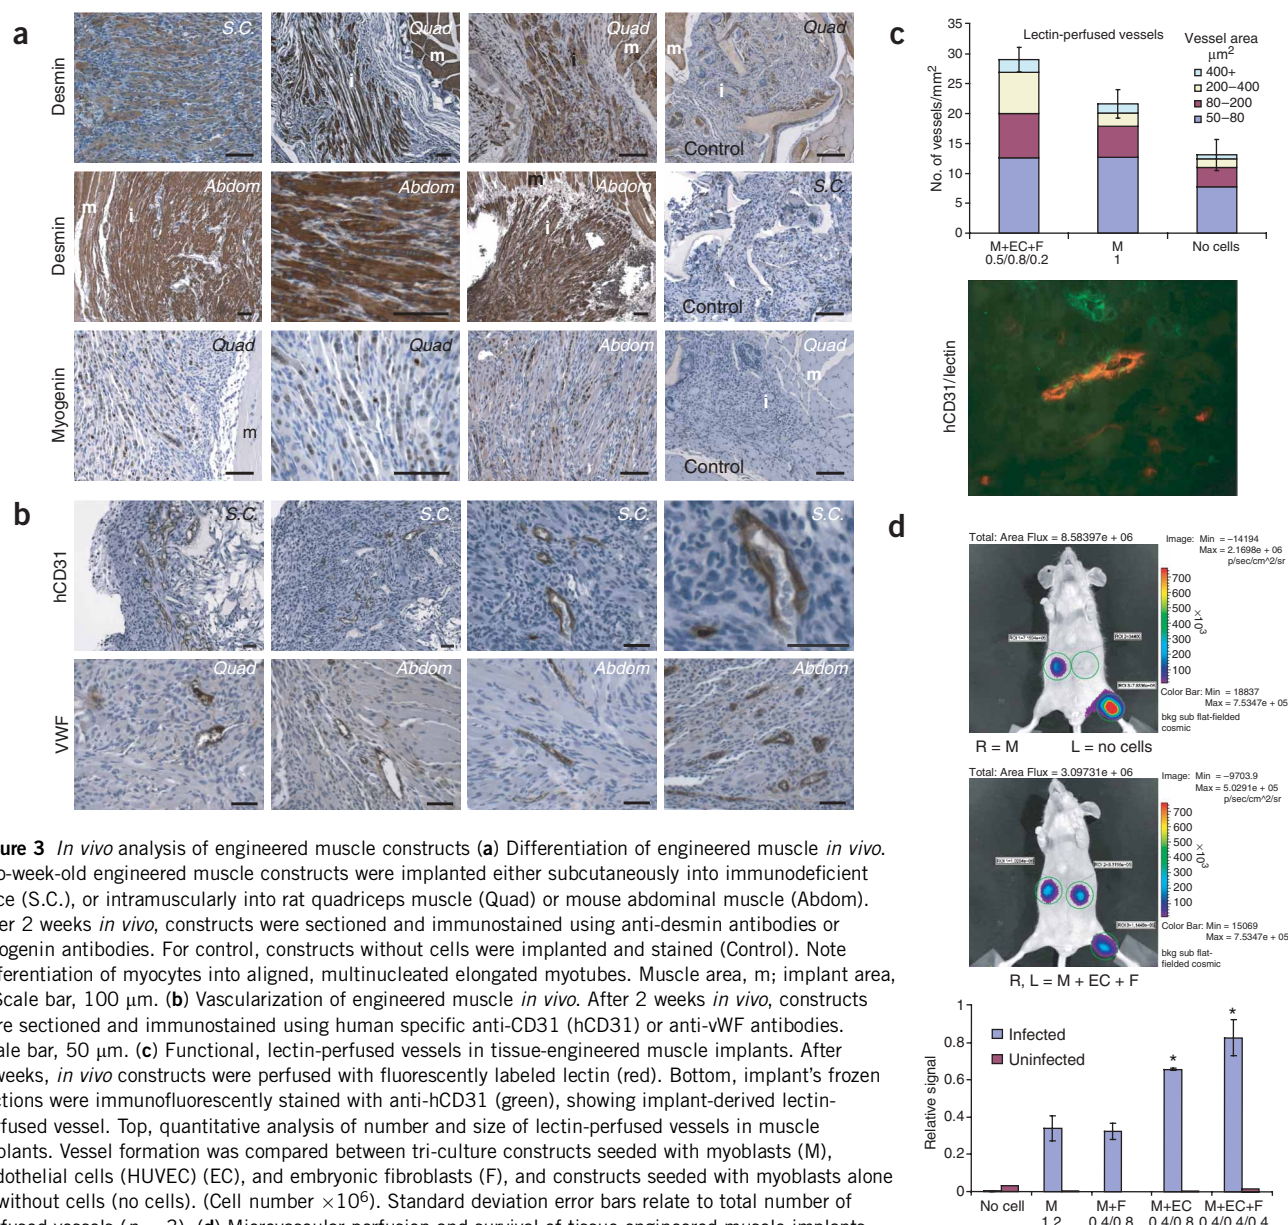 a
S.C.
Quad
m
i
Quad
m
i
Quad
m
i
Control
Desmin
Abdom
m
i
Abdom
Abdom
m
i
S.C.
Control
Desmin
Quad
m
Quad
Abdom
Quad
m
i
Control
Myogenin
b
S.C.
S.C.
S.C.
S.C.
hCD31
Quad
Abdom
Abdom
Abdom
VWF
ure 3 In vivo analysis of engineered muscle constructs (a) Differentiation of engineered muscle in vivo.
o-week-old engineered muscle constructs were implanted either subcutaneously into immunodeficient
ce (S.C.), or intramuscularly into rat quadriceps muscle (Quad) or mouse abdominal muscle (Abdom).
er 2 weeks in vivo, constructs were sectioned and immunostained using anti-desmin antibodies or
ogenin antibodies. For control, constructs without cells were implanted and stained (Control). Note
ferentiation of myocytes into aligned, multinucleated elongated myotubes. Muscle area, m; implant area,
Scale bar, 100 μm. (b) Vascularization of engineered muscle in vivo. After 2 weeks in vivo, constructs
re sectioned and immunostained using human specific anti-CD31 (hCD31) or anti-vWF antibodies.
ale bar, 50 μm. (c) Functional, lectin-perfused vessels in tissue-engineered muscle implants. After
weeks, in vivo constructs were perfused with fluorescently labeled lectin (red). Bottom, implant's frozen
ctions were immunofluorescently stained with anti-hCD31 (green), showing implant-derived lectin-
fused vessel. Top, quantitative analysis of number and size of lectin-perfused vessels in muscle
plants. Vessel formation was compared between tri-culture constructs seeded with myoblasts (M),
dothelial cells (HUVEC) (EC), and embryonic fibroblasts (F), and constructs seeded with myoblasts alone
without cells (no cells). (Cell number ×10⁶). Standard deviation error bars relate to total number of
c
Lectin-perfused vessels
Vessel area
μm²
400+
200–400
80–200
50–80
No. of vessels/mm²
35
30
25
20
15
10
5
0
M+EC+F
0.5/0.8/0.2
M
1
No cells
hCD31/lectin
d
Total: Area Flux = 8.58397e + 06
Image: Min = –14194
Max = 2.1698e + 06
p/sec/cm^2/sr
700
600
500
400
300
200
100
×10³
Color Bar: Min = 18837
Max = 7.5347e + 05
bkg sub flat-fielded
cosmic
R = M
L = no cells
Total: Area Flux = 3.09731e + 06
Image: Min = –9703.9
Max = 5.0291e + 05
p/sec/cm^2/sr
700
600
500
400
300
200
100
×10³
Color Bar: Min = 15069
Max = 7.5347e + 05
bkg sub flat-
fielded cosmic
R, L = M + EC + F
Relative signal
1
0.8
0.6
0.4
0.2
0
Infected
Uninfected
*
*
No cell
M
M+F
M+EC
M+EC+F
1.2
0.4/0.8
0.4/0.8
0.4/0.4/0.4